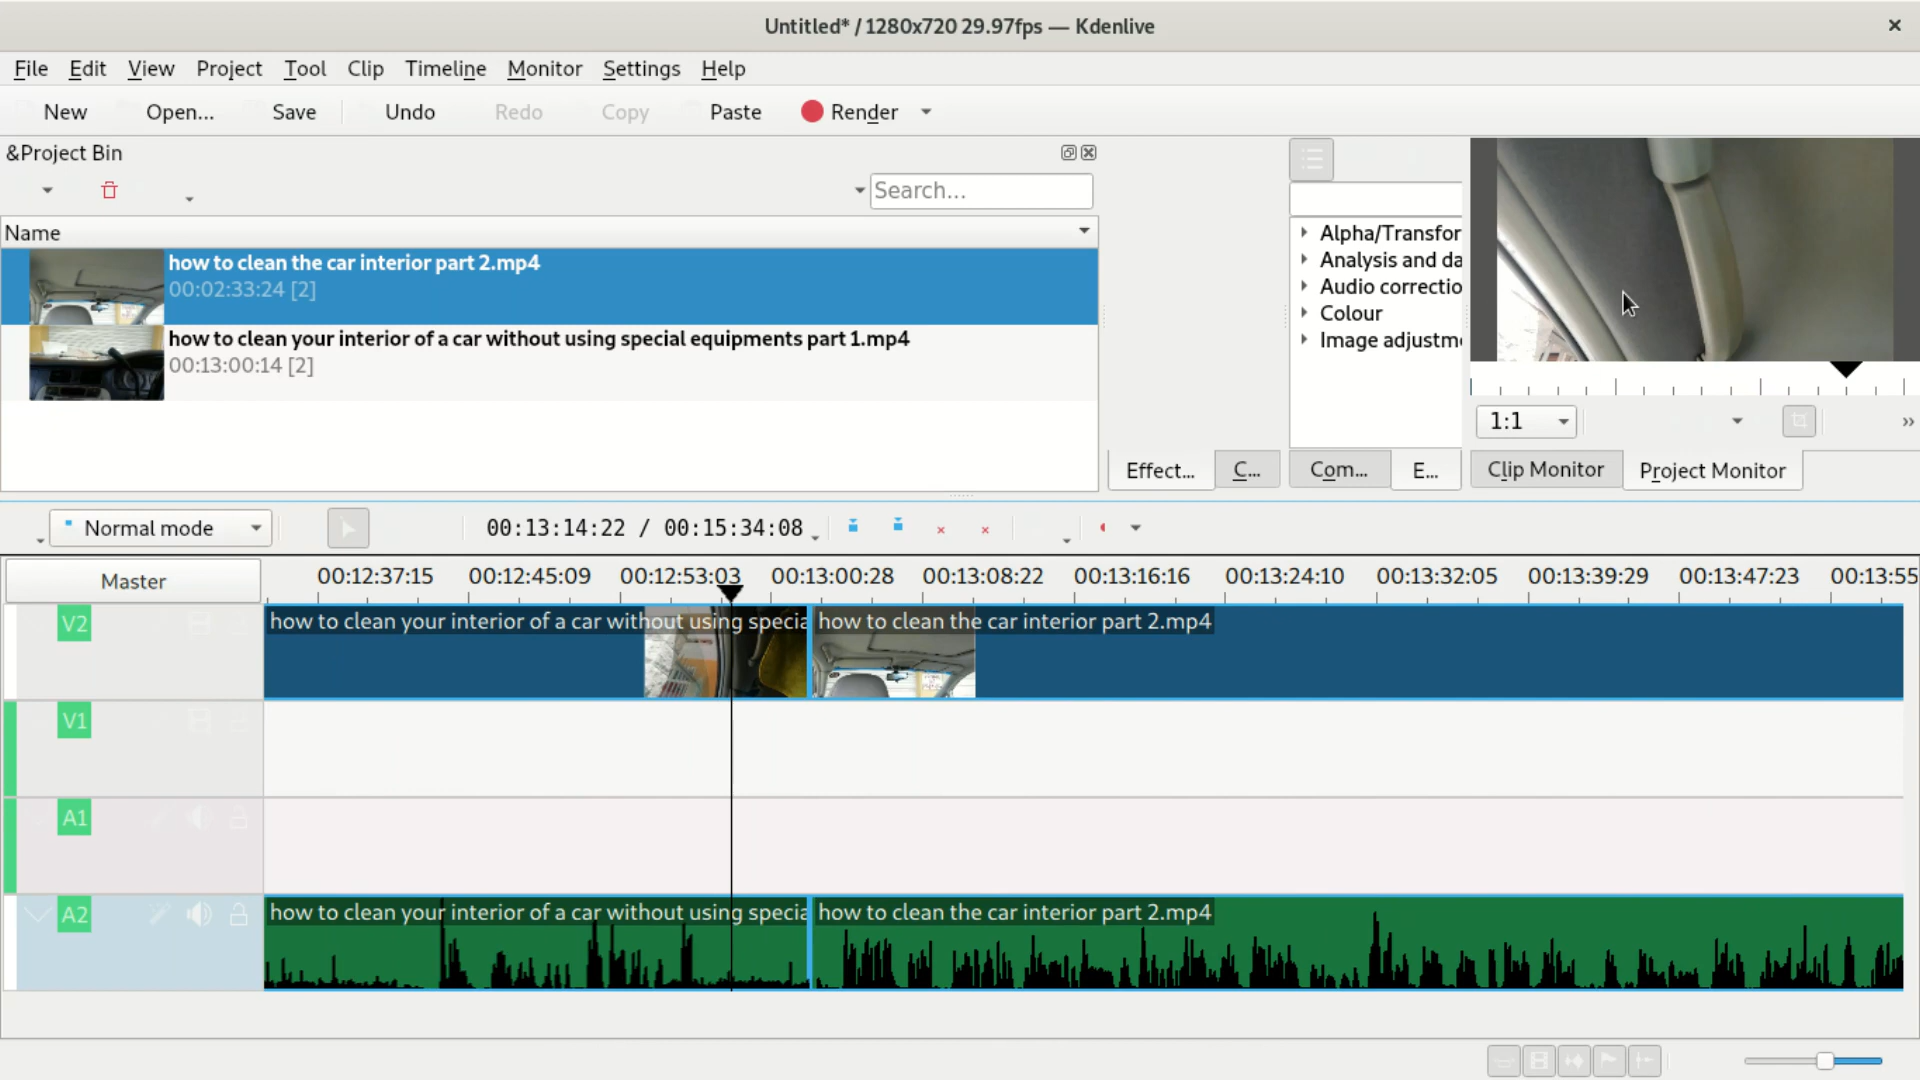 Untitled* / 1280x720 29.97fps — Kdenlive
File Edit View Project Tool Clip Timeline Monitor Settings Help
New Open... Save Undo Redo Copy Paste Render
&Project Bin
Search...
Name
how to clean the car interior part 2.mp4
00:02:33:24 [2]
how to clean your interior of a car without using special equipments part 1.mp4
00:13:00:14 [2]
Alpha/Transfor
Analysis and da
Audio correctio
Colour
Image adjustme
1:1
»
Effect... C... Com... E... Clip Monitor Project Monitor
Normal mode 00:13:14:22 / 00:15:34:08
Master 00:12:37:15 00:12:45:09 00:12:53:03 00:13:00:28 00:13:08:22 00:13:16:16 00:13:24:10 00:13:32:05 00:13:39:29 00:13:47:23 00:13:55
V2 how to clean your interior of a car without using specia how to clean the car interior part 2.mp4
V1
A1
A2 how to clean your interior of a car without using specia how to clean the car interior part 2.mp4